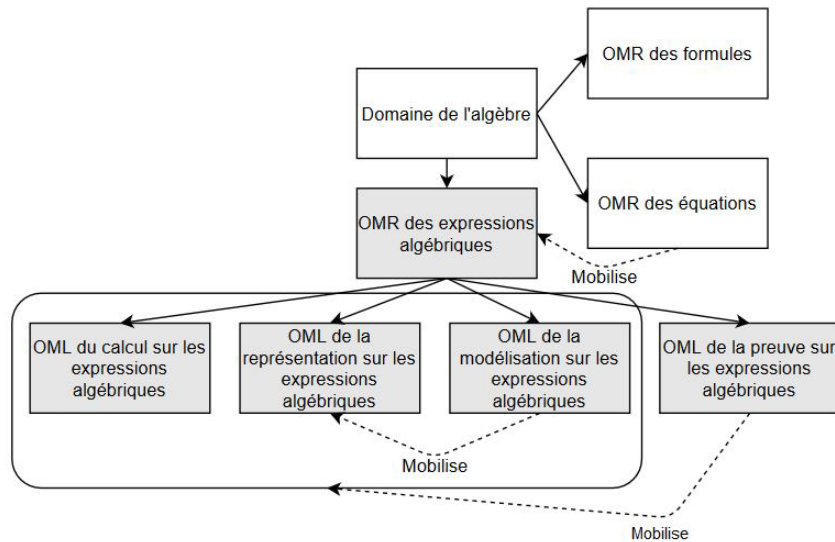 OMR des formules
Domaine de l'algèbre
OMR des équations
OMR des expressions
algébriques
Mobilise
OML du calcul sur les
expressions
algébriques
OML de la
représentation sur les
expressions
algébriques
OML de la
modélisation sur les
expressions
algébriques
OML de la preuve sur
les expressions
algébriques
Mobilise
Mobilise